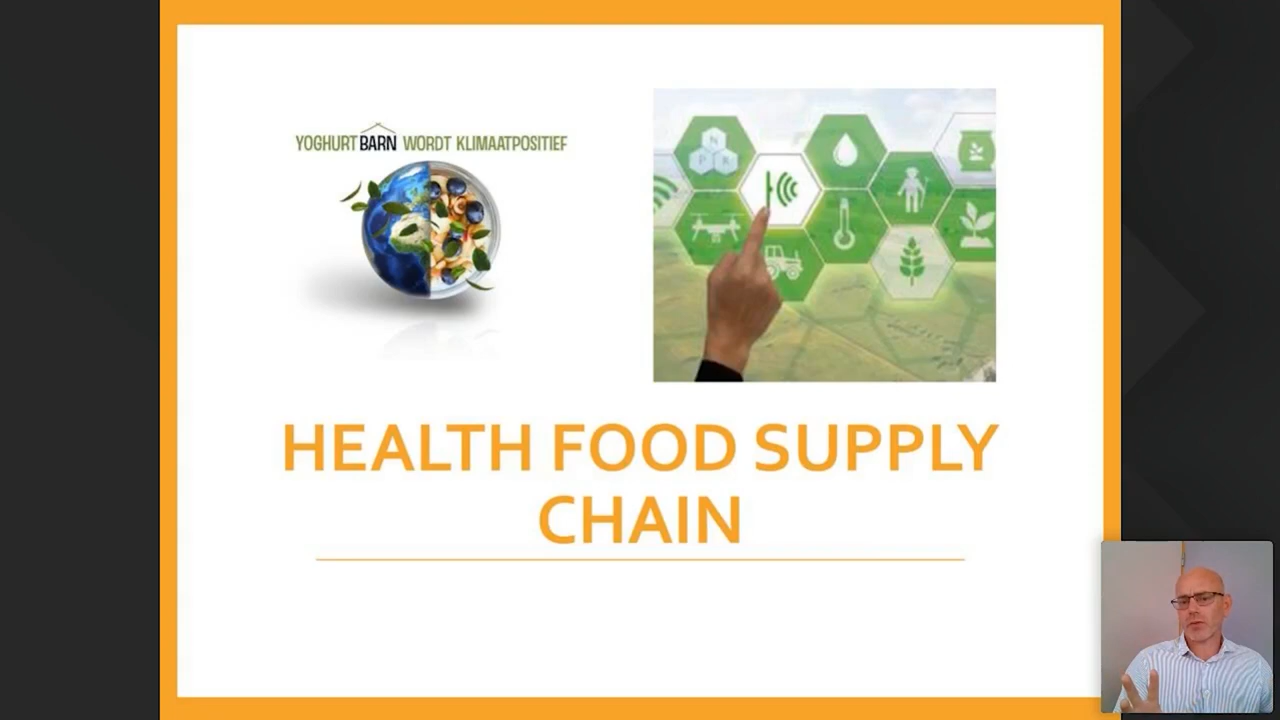 YOGHURT BARN WORDT KLIMAATPOSITIEF
N
P K
HEALTH FOOD SUPPLY
CHAIN